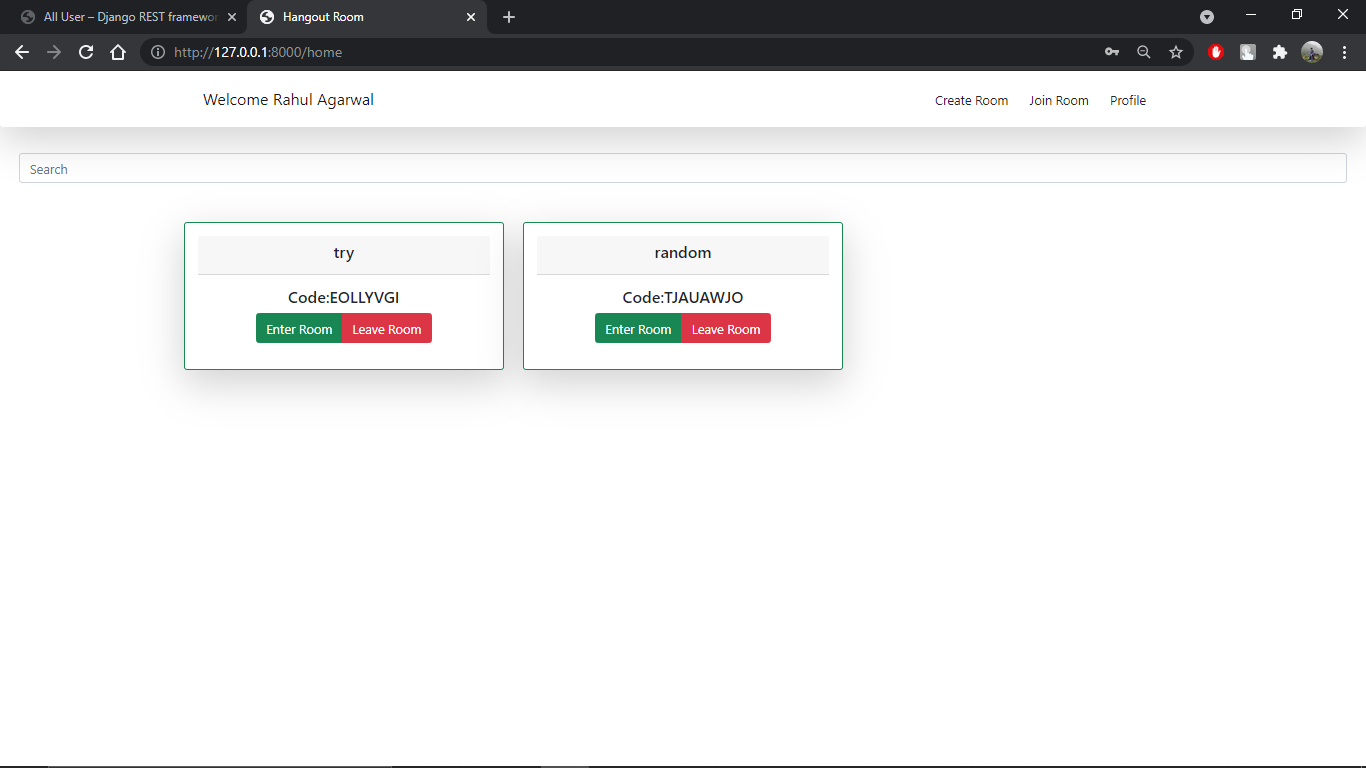 All User – Django REST framewor
Hangout Room
http://127.0.0.1:8000/home
Welcome Rahul Agarwal
Create Room
Join Room
Profile
Search
try
Code:EOLLYVGI
Enter Room
Leave Room
random
Code:TJAUAWJO
Enter Room
Leave Room